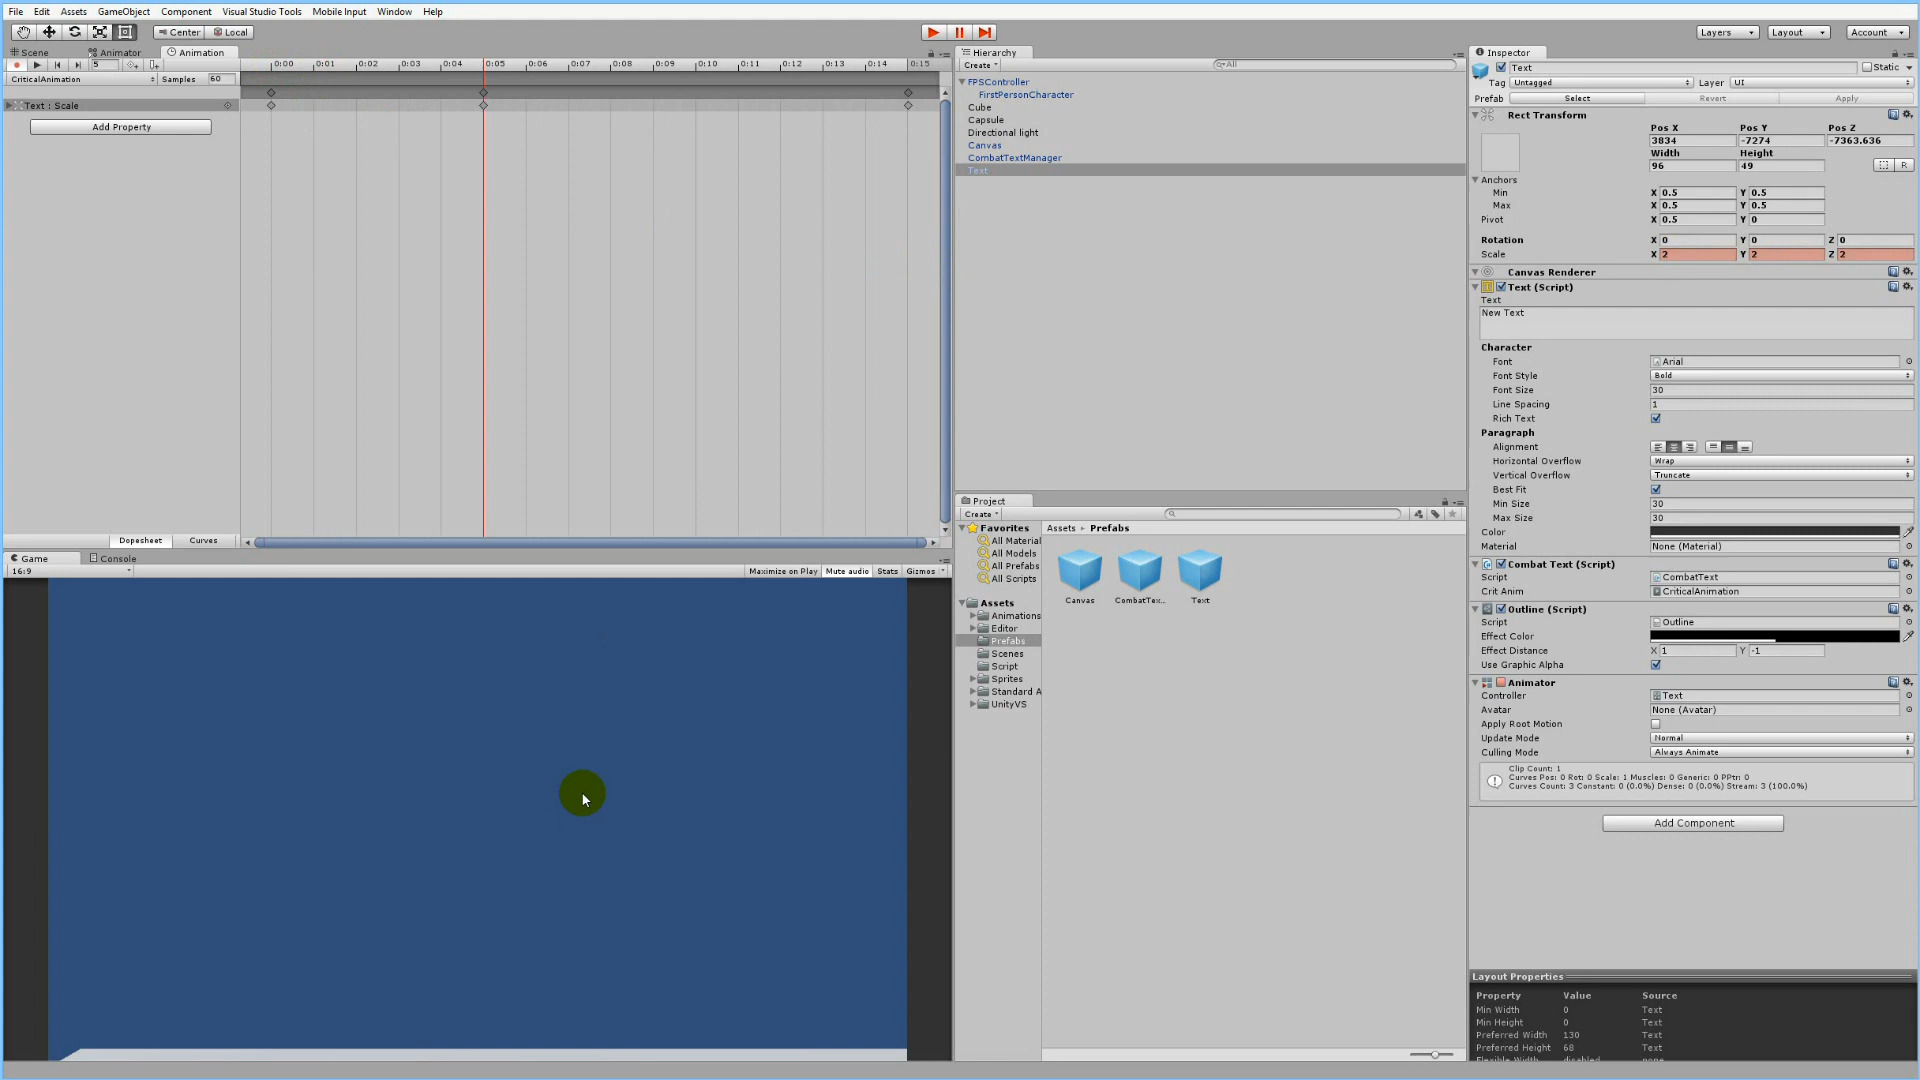 File Edit Assets GameObject Component Visual Studio Tools Mobile Input Window Help
Center Local Layers Layout Account
Scene Animator Animation
5 0:00 0:01 0:02 0:03 0:04 0:05 0:06 0:07 0:08 0:09 0:10 0:11 0:12 0:13 0:14 0:15
CriticalAnimation Samples 60
Text : Scale
Add Property
Dopesheet Curves
Game Console
16:9 Maximize on Play Mute audio Stats Gizmos
Hierarchy
Create All
FPSController
FirstPersonCharacter
Cube
Capsule
Directional light
Canvas
CombatTextManager
Text
Project
Create
Favorites
All Material
All Models
All Prefabs
All Scripts
Assets
Animations
Editor
Prefabs
Scenes
Script
Sprites
Standard A
UnityVS
Assets Prefabs
Canvas CombatTex... Text
Inspector
Text Static
Tag Untagged Layer UI
Prefab Select Revert Apply
Rect Transform
Pos X Pos Y Pos Z
3834 -7274 -7363.636
Width Height
96 49 R
Anchors
Min X 0.5 Y 0.5
Max X 0.5 Y 0.5
Pivot X 0.5 Y 0
Rotation X 0 Y 0 Z 0
Scale X 2 Y 2 Z 2
Canvas Renderer
Text (Script)
Text
New Text
Character
Font Arial
Font Style Bold
Font Size 30
Line Spacing 1
Rich Text
Paragraph
Alignment
Horizontal Overflow Wrap
Vertical Overflow Truncate
Best Fit
Min Size 30
Max Size 30
Color
Material None (Material)
Combat Text (Script)
Script CombatText
Crit Anim CriticalAnimation
Outline (Script)
Script Outline
Effect Color
Effect Distance X 1 Y -1
Use Graphic Alpha
Animator
Controller Text
Avatar None (Avatar)
Apply Root Motion
Update Mode Normal
Culling Mode Always Animate
Clip Count: 1
Curves Pos: 0 Rot: 0 Scale: 1 Muscles: 0 Generic: 0 PPtr: 0
Curves Count: 3 Constant: 0 (0.0%) Dense: 0 (0.0%) Stream: 3 (100.0%)
Add Component
Layout Properties
Property Value Source
Min Width 0 Text
Min Height 0 Text
Preferred Width 130 Text
Preferred Height 68 Text
Flexible Width disabled none